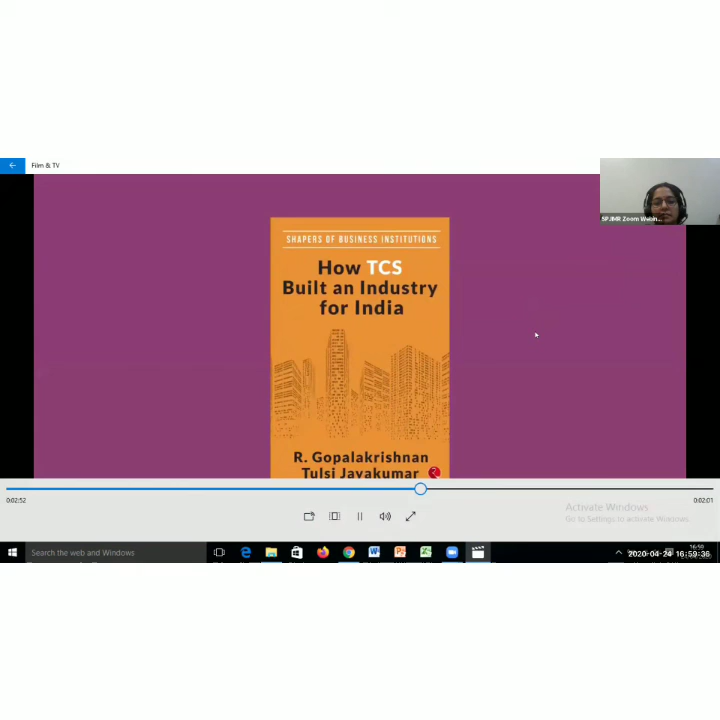 Film & TV
SPJIMR Zoom Webin...
SHAPERS OF BUSINESS INSTITUTIONS
How TCS
Built an Industry
for India
R. Gopalakrishnan
Tulsi Jayakumar
0:02:52
0:02:01
Activate Windows
Go to Settings to activate Windows.
Search the web and Windows
16:59
2020-04-24 16:59:36